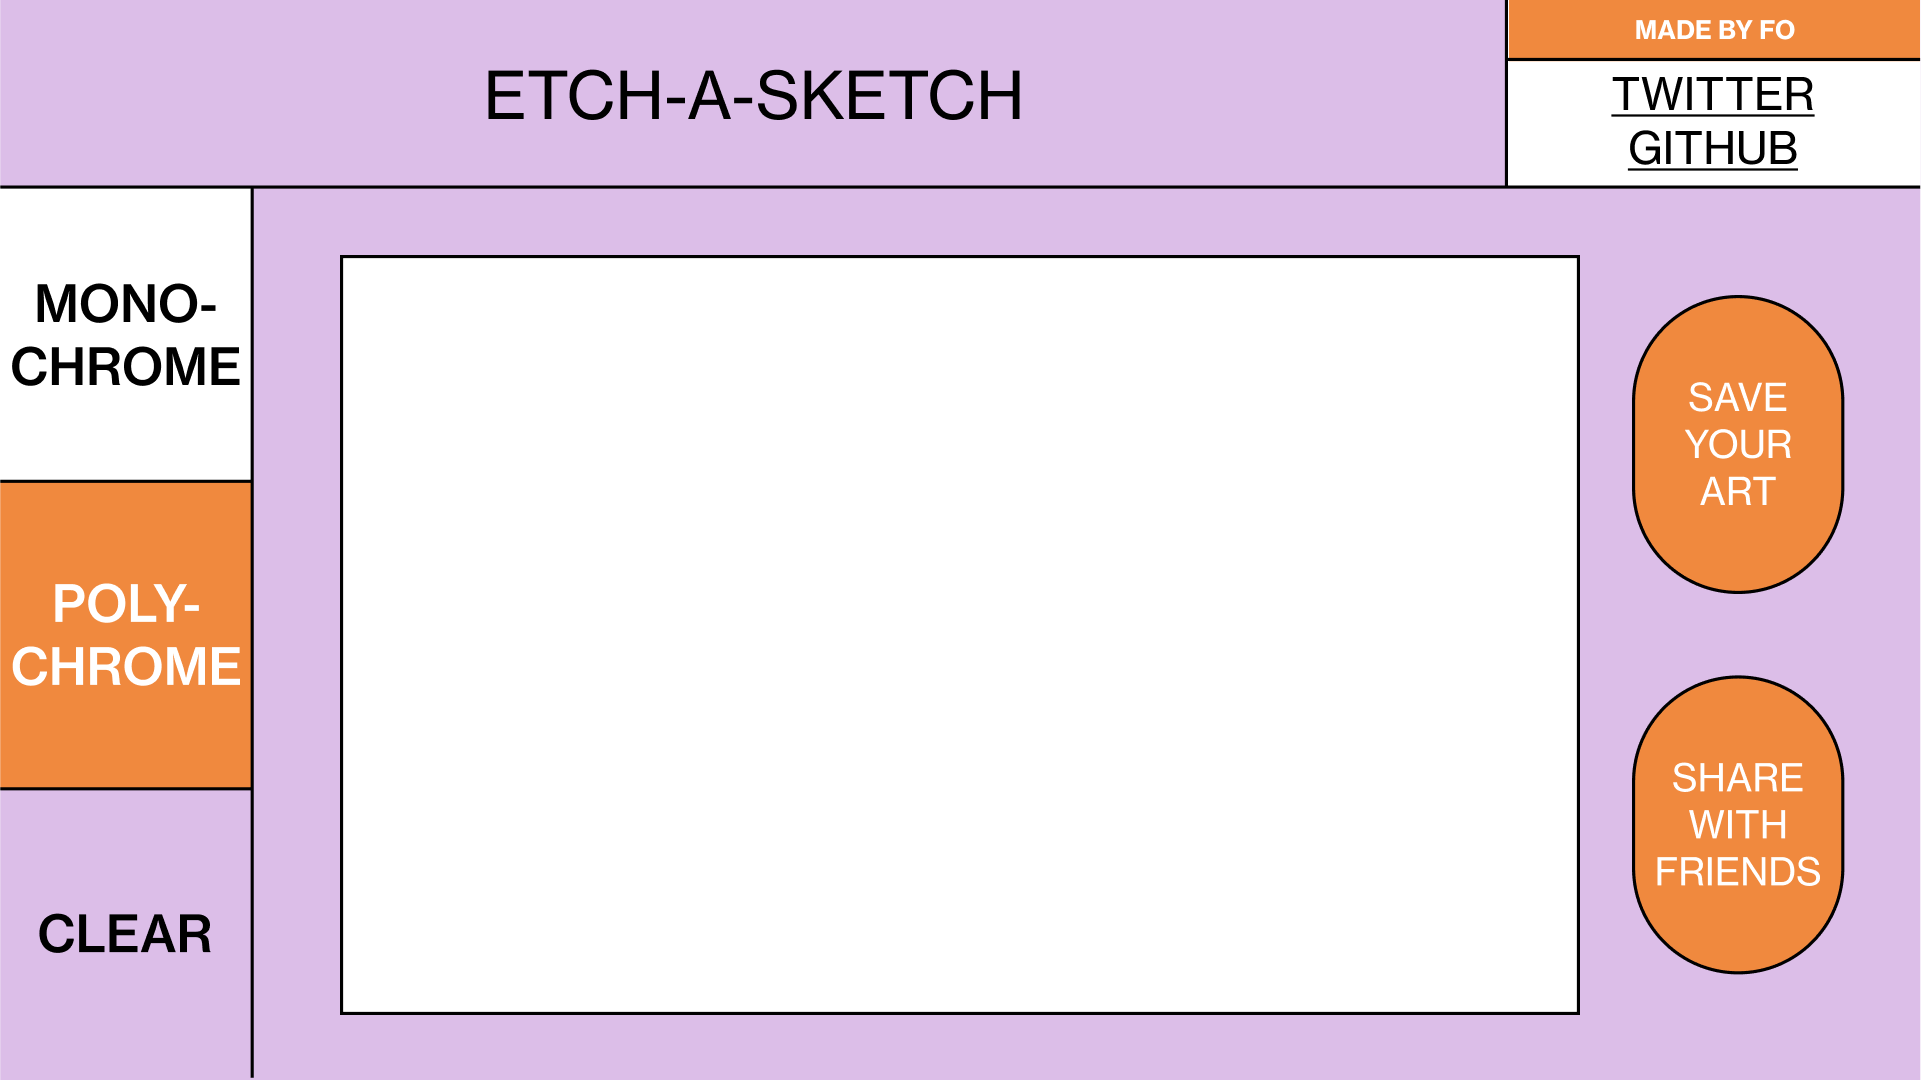 ETCH-A-SKETCH
MADE BY FO
TWITTER
GITHUB
MONO-
CHROME
POLY-
CHROME
CLEAR
SAVE
YOUR
ART
SHARE
WITH
FRIENDS